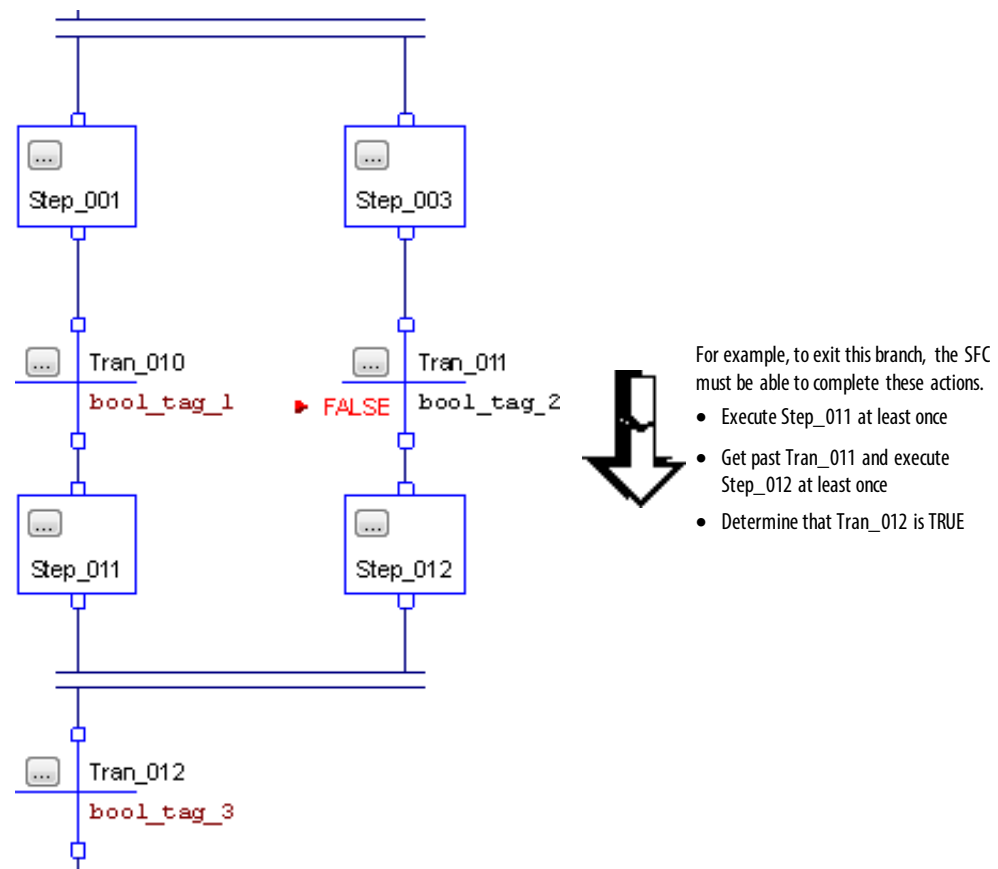 ...
...
Step_001
Step_003
...
Tran_010
...
Tran_011
bool_tag_1
FALSE
bool_tag_2
For example, to exit this branch, the SFC
must be able to complete these actions.
• Execute Step_011 at least once
• Get past Tran_011 and execute
Step_012 at least once
• Determine that Tran_012 is TRUE
...
...
Step_011
Step_012
...
Tran_012
bool_tag_3